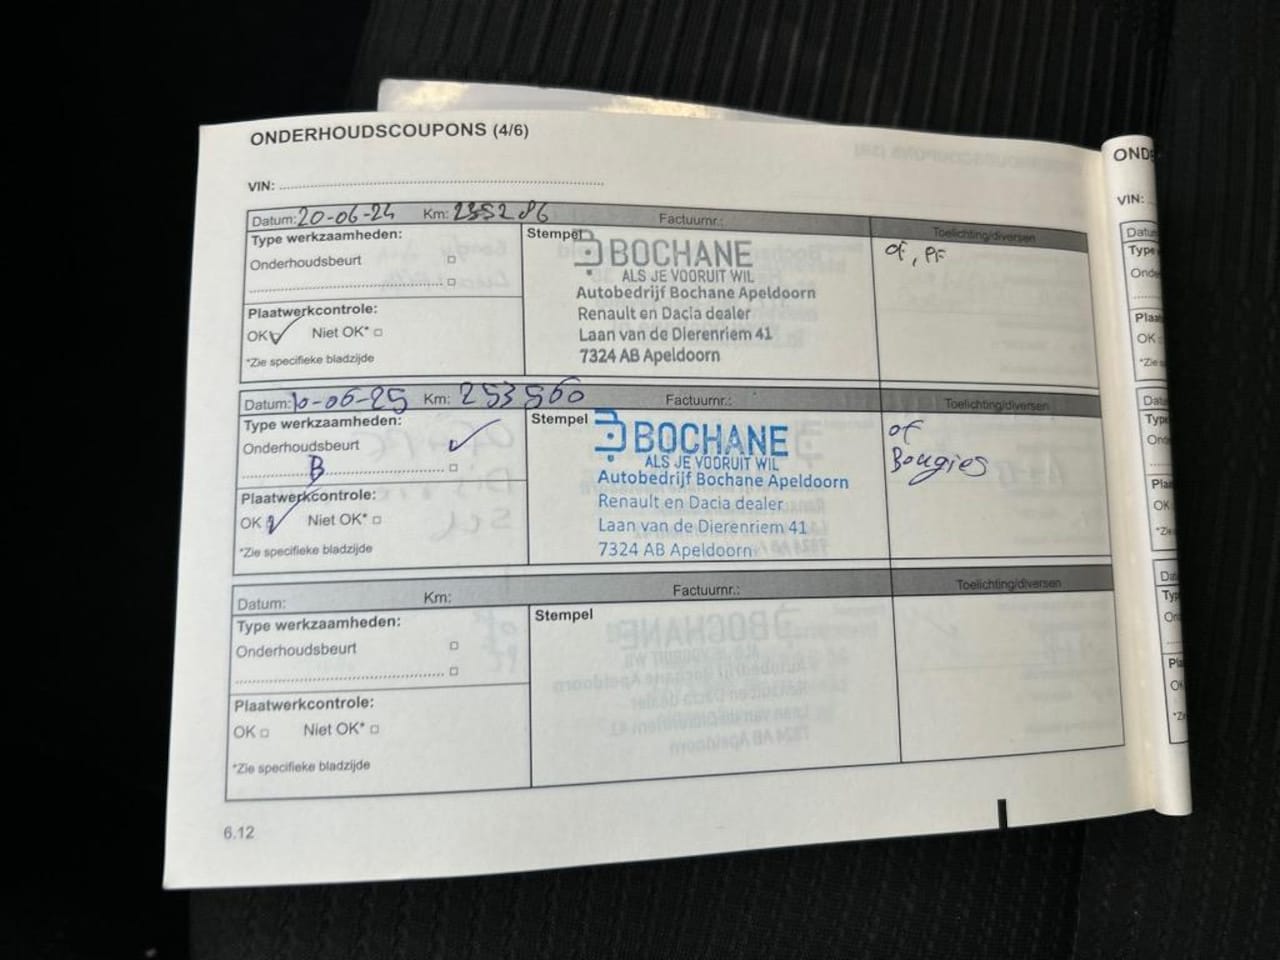 ONDERHOUDSCOUPONS (4/6)
VIN:
Datum: 20-06-24 Km: 235286 Factuurnr.: Toelichting/diversen
Type werkzaamheden:
Onderhoudsbeurt
Stempel
BOCHANE
ALS JE VOORUIT WIL
Autobedrijf Bochane Apeldoorn
Renault en Dacia dealer
Laan van de Dierenriem 41
7324 AB Apeldoorn
OF, PF
Plaatwerkcontrole:
OK Niet OK*
*Zie specifieke bladzijde
Datum: 10-06-25 Km: 253560 Factuurnr.: Toelichting/diversen
Type werkzaamheden:
Onderhoudsbeurt
B
Stempel
BOCHANE
ALS JE VOORUIT WIL
Autobedrijf Bochane Apeldoorn
Renault en Dacia dealer
Laan van de Dierenriem 41
7324 AB Apeldoorn
OF
Bougies
Plaatwerkcontrole:
OK Niet OK*
*Zie specifieke bladzijde
Datum: Km: Factuurnr.: Toelichting/diversen
Type werkzaamheden:
Onderhoudsbeurt
Stempel
Plaatwerkcontrole:
OK Niet OK*
*Zie specifieke bladzijde
6.12
VIN: